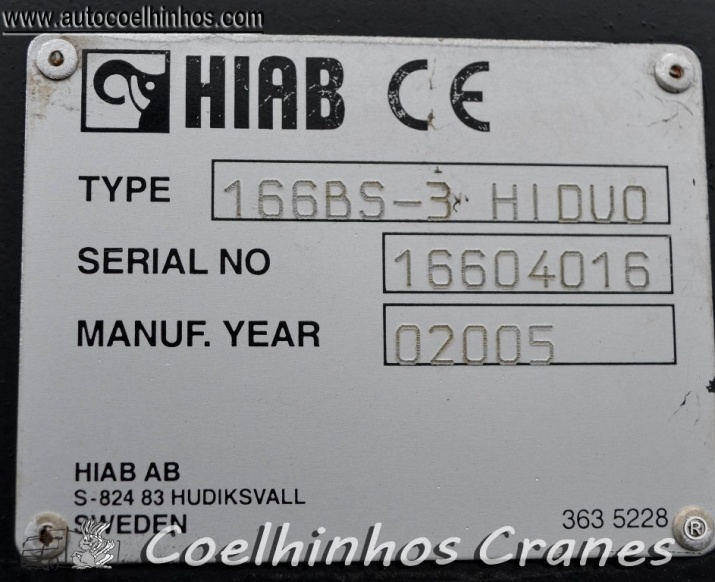 www.autocoelhinhos.com
HIAB CE
TYPE 166BS-3 HIDUO
SERIAL NO 16604016
MANUF. YEAR 02005
HIAB AB
S-824 83 HUDIKSVALL
SWEDEN 363 5228 ®
Coelhinhos Cranes